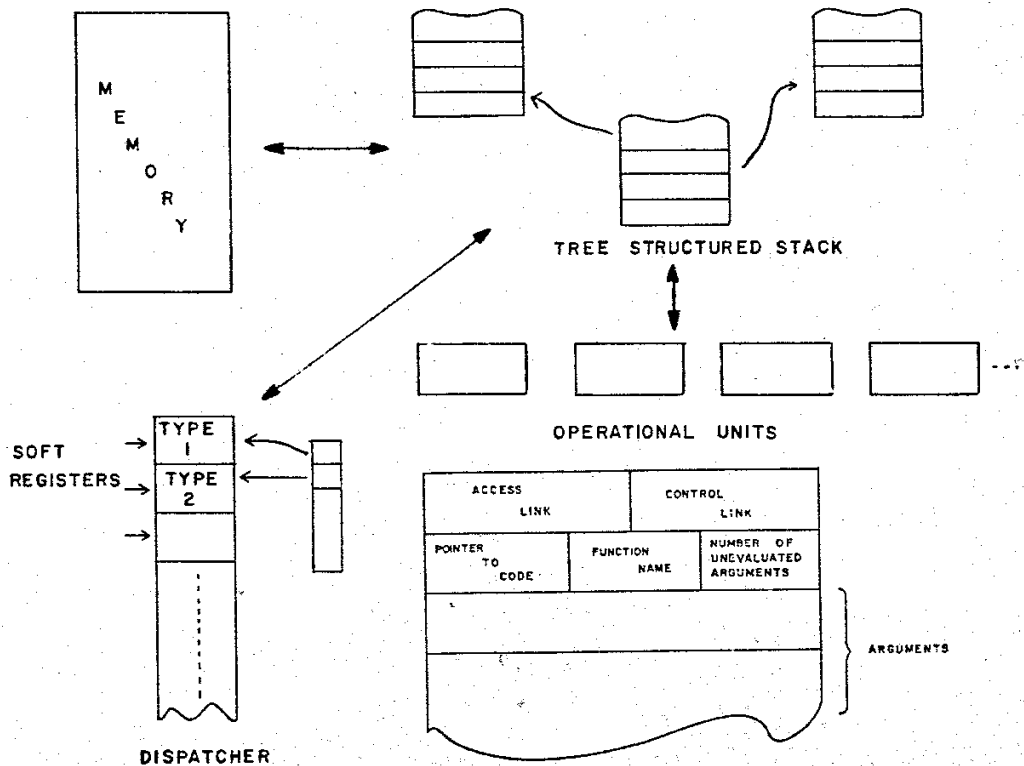 MEMORY
TREE STRUCTURED STACK
OPERATIONAL UNITS
SOFT
REGISTERS
TYPE
1
TYPE
2
DISPATCHER
ACCESS
LINK
CONTROL
LINK
POINTER
TO
CODE
FUNCTION
NAME
NUMBER OF
UNEVALUATED
ARGUMENTS
ARGUMENTS